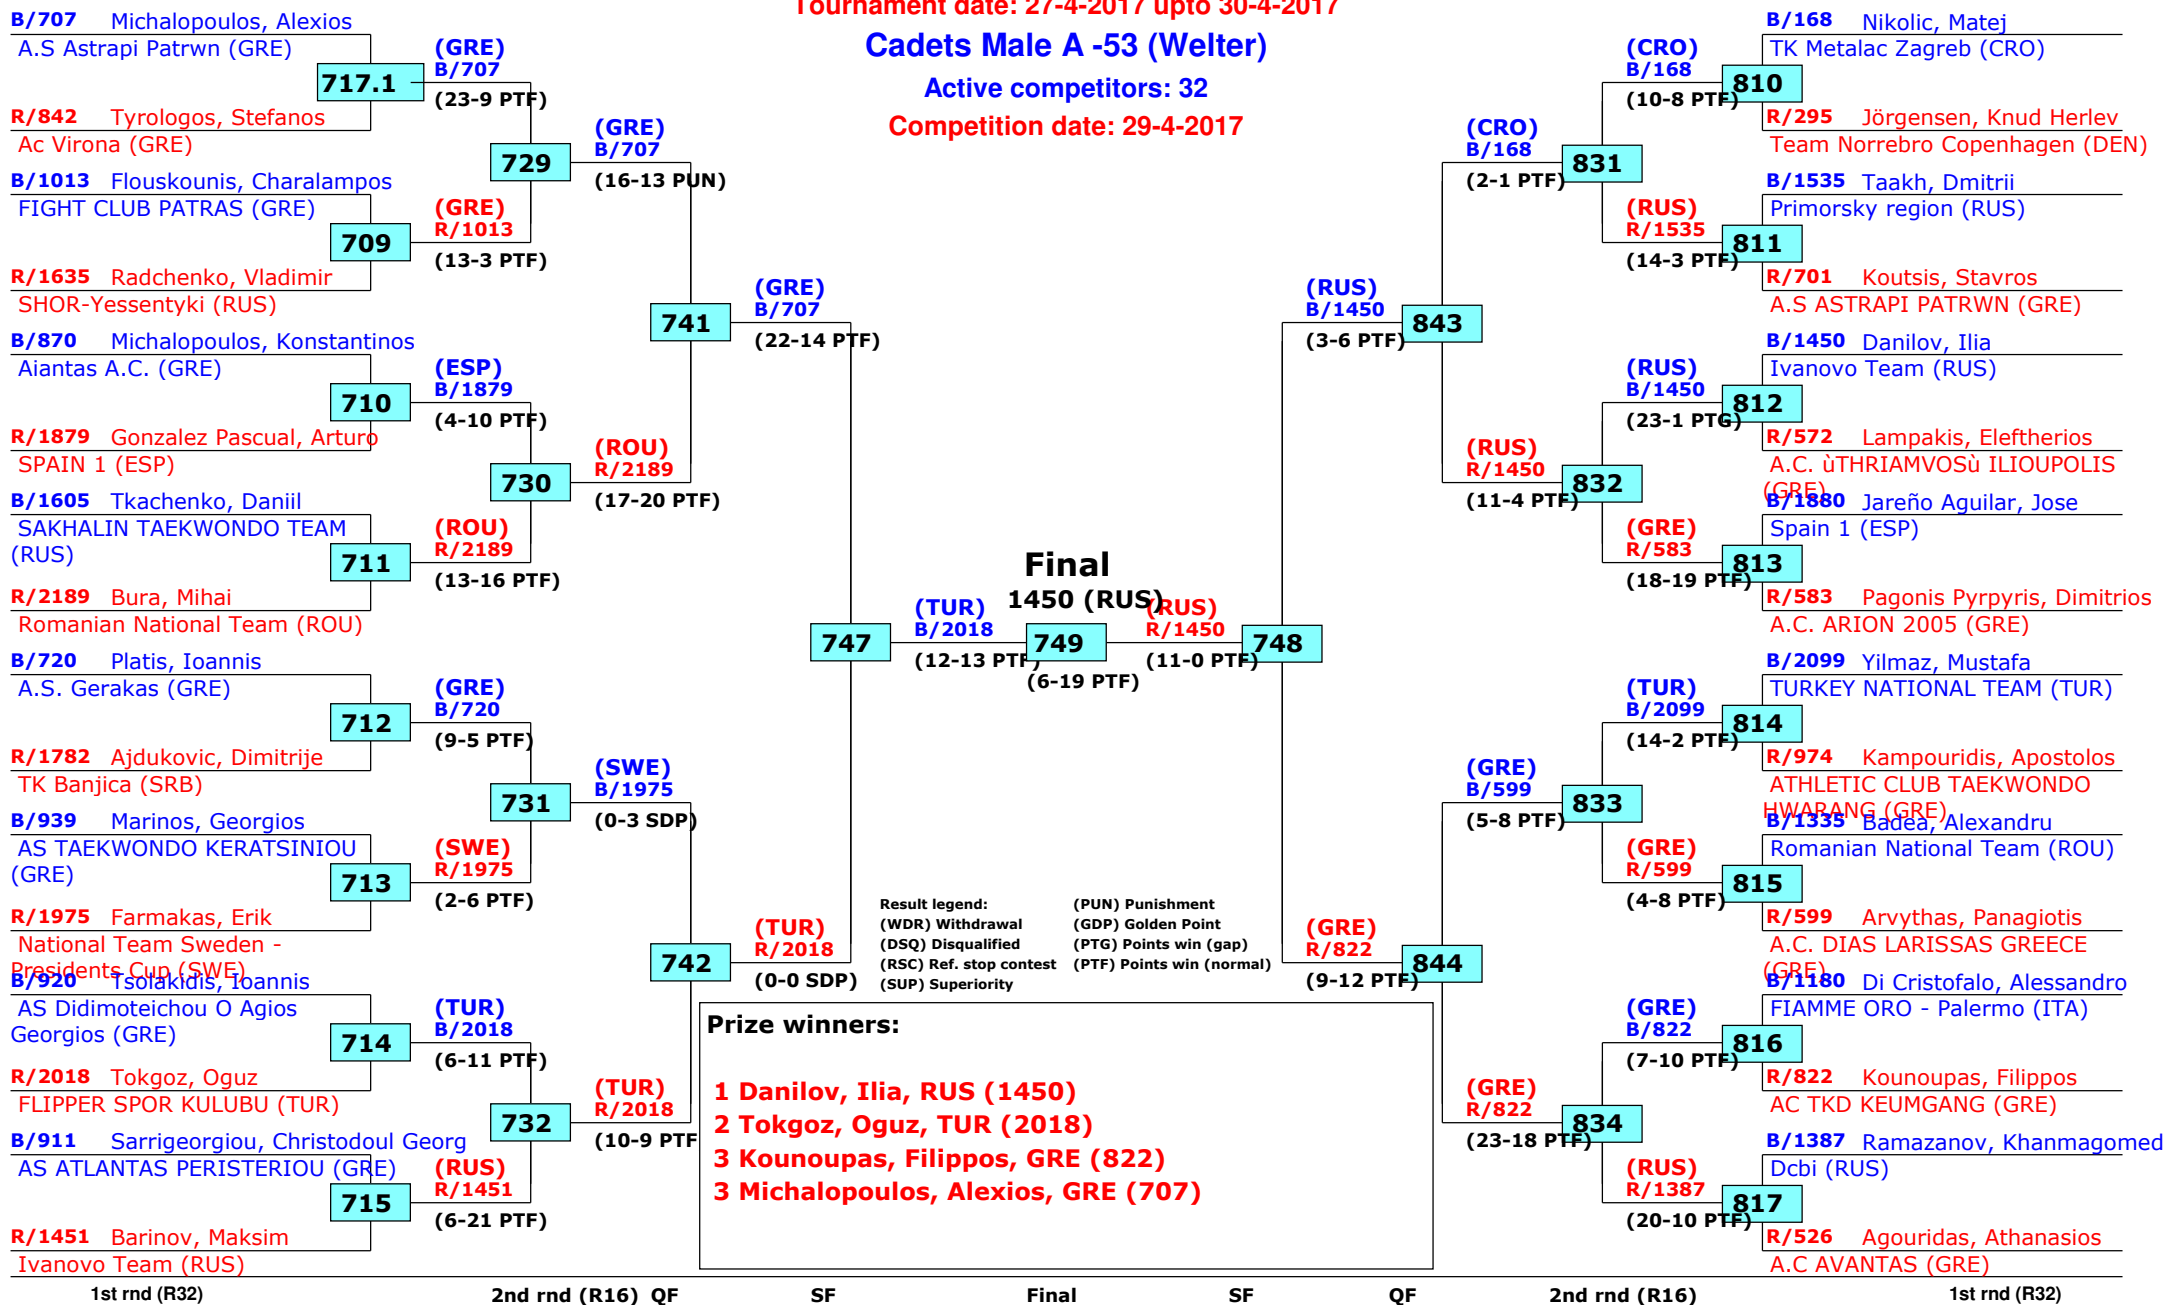 Tournament date: 27-4-2017 upto 30-4-2017
Cadets Male A -53 (Welter)
Active competitors: 32
Competition date: 29-4-2017
B/707 Michalopoulos, Alexios
A.S Astrapi Patrwn (GRE)
717.1
R/842 Tyrologos, Stefanos
Ac Virona (GRE)
B/1013 Flouskounis, Charalampos
FIGHT CLUB PATRAS (GRE)
709
R/1635 Radchenko, Vladimir
SHOR-Yessentyki (RUS)
B/870 Michalopoulos, Konstantinos
Aiantas A.C. (GRE)
710
R/1879 Gonzalez Pascual, Arturo
SPAIN 1 (ESP)
B/1605 Tkachenko, Daniil
SAKHALIN TAEKWONDO TEAM
(RUS)
711
R/2189 Bura, Mihai
Romanian National Team (ROU)
B/720 Platis, Ioannis
A.S. Gerakas (GRE)
712
R/1782 Ajdukovic, Dimitrije
TK Banjica (SRB)
B/939 Marinos, Georgios
AS TAEKWONDO KERATSINIOU
(GRE)
713
R/1975 Farmakas, Erik
National Team Sweden -
Presidents Cup (SWE)
B/920 Tsolakidis, Ioannis
AS Didimoteichou O Agios
Georgios (GRE)
714
R/2018 Tokgoz, Oguz
FLIPPER SPOR KULUBU (TUR)
B/911 Sarrigeorgiou, Christodoul Georg
AS ATLANTAS PERISTERIOU (GRE)
715
R/1451 Barinov, Maksim
Ivanovo Team (RUS)
(GRE)
B/707
(23-9 PTF)
729
(GRE)
R/1013
(13-3 PTF)
(ESP)
B/1879
(4-10 PTF)
730
(ROU)
R/2189
(13-16 PTF)
(GRE)
B/720
(9-5 PTF)
731
(SWE)
R/1975
(2-6 PTF)
(TUR)
B/2018
(6-11 PTF)
732
(RUS)
R/1451
(6-21 PTF)
(GRE)
B/707
(16-13 PUN)
741
(ROU)
R/2189
(17-20 PTF)
(SWE)
B/1975
(0-3 SDP)
742
(TUR)
R/2018
(10-9 PTF
(GRE)
B/707
(22-14 PTF)
747
(TUR)
R/2018
(0-0 SDP)
(TUR)
B/2018
(12-13 PTF)
Final
1450 (RUS)
749
(6-19 PTF)
(RUS)
R/1450
(11-0 PTF)
748
(RUS)
B/1450
(3-6 PTF)
843
(GRE)
R/822
(9-12 PTF)
844
(CRO)
B/168
(2-1 PTF)
831
(RUS)
R/1450
(11-4 PTF)
832
(GRE)
B/599
(5-8 PTF)
833
(GRE)
R/822
(23-18 PTF)
834
(CRO)
B/168
(10-8 PTF)
810
(RUS)
R/1535
(14-3 PTF)
811
(RUS)
B/1450
(23-1 PTG)
812
(GRE)
R/583
(18-19 PTF)
813
(TUR)
B/2099
(14-2 PTF)
814
(GRE)
R/599
(4-8 PTF)
815
(GRE)
B/822
(7-10 PTF)
816
(RUS)
R/1387
(20-10 PTF)
817
B/168 Nikolic, Matej
TK Metalac Zagreb (CRO)
R/295 Jörgensen, Knud Herlev
Team Norrebro Copenhagen (DEN)
B/1535 Taakh, Dmitrii
Primorsky region (RUS)
R/701 Koutsis, Stavros
A.S ASTRAPI PATRWN (GRE)
B/1450 Danilov, Ilia
Ivanovo Team (RUS)
R/572 Lampakis, Eleftherios
A.C. ùTHRIAMVOSù ILIOUPOLIS
(GRE)
B/1880 Jareño Aguilar, Jose
Spain 1 (ESP)
R/583 Pagonis Pyrpyris, Dimitrios
A.C. ARION 2005 (GRE)
B/2099 Yilmaz, Mustafa
TURKEY NATIONAL TEAM (TUR)
R/974 Kampouridis, Apostolos
ATHLETIC CLUB TAEKWONDO
HWARANG (GRE)
B/1335 Badea, Alexandru
Romanian National Team (ROU)
R/599 Arvythas, Panagiotis
A.C. DIAS LARISSAS GREECE
(GRE)
B/1180 Di Cristofalo, Alessandro
FIAMME ORO - Palermo (ITA)
R/822 Kounoupas, Filippos
AC TKD KEUMGANG (GRE)
B/1387 Ramazanov, Khanmagomed
Dcbi (RUS)
R/526 Agouridas, Athanasios
A.C AVANTAS (GRE)
Result legend:
(WDR) Withdrawal
(DSQ) Disqualified
(RSC) Ref. stop contest
(SUP) Superiority
(PUN) Punishment
(GDP) Golden Point
(PTG) Points win (gap)
(PTF) Points win (normal)
Prize winners:
1 Danilov, Ilia, RUS (1450)
2 Tokgoz, Oguz, TUR (2018)
3 Kounoupas, Filippos, GRE (822)
3 Michalopoulos, Alexios, GRE (707)
1st rnd (R32) 2nd rnd (R16) QF SF Final SF QF 2nd rnd (R16) 1st rnd (R32)